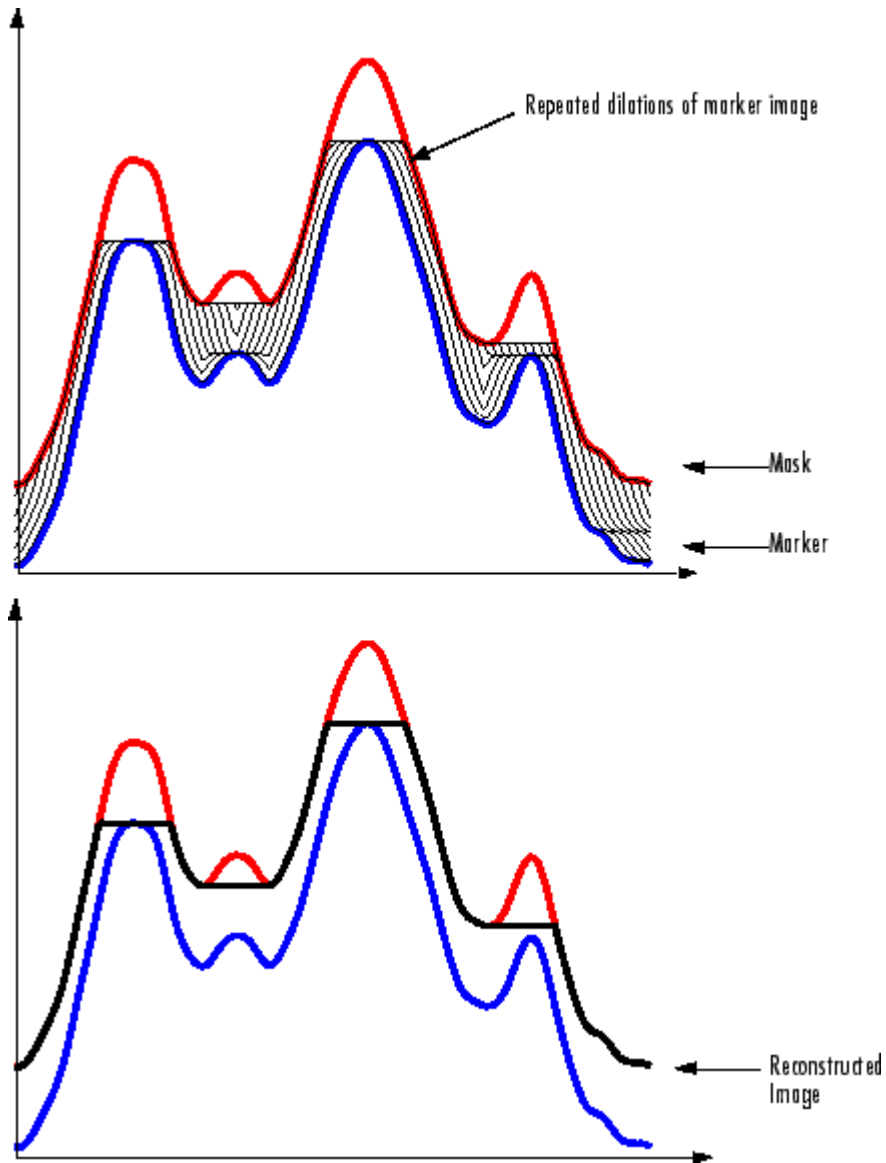 Repeated dilations of marker image
Mask
Marker
Reconstructed
Image